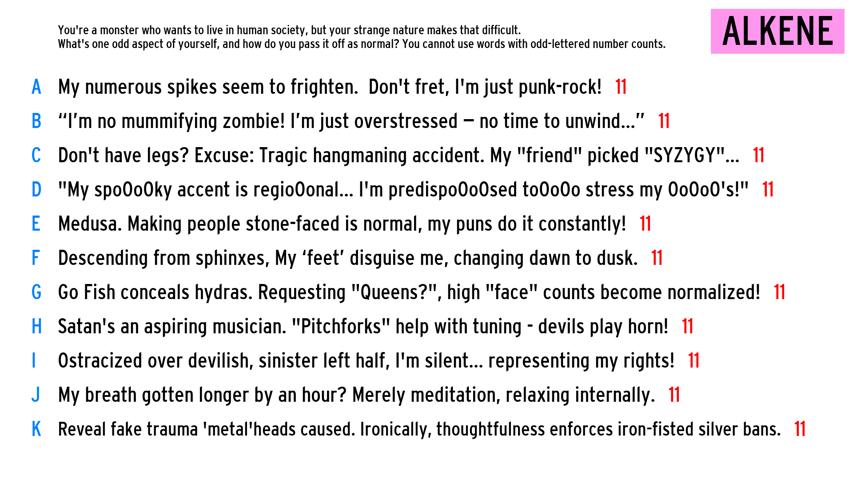 You're a monster who wants to live in human society, but your strange nature makes that difficult.
What's one odd aspect of yourself, and how do you pass it off as normal? You cannot use words with odd-lettered number counts.
ALKENE
A My numerous spikes seem to frighten.  Don't fret, I'm just punk-rock! 11
B “I’m no mummifying zombie! I’m just overstressed – no time to unwind...” 11
C Don't have legs? Excuse: Tragic hangmaning accident. My "friend" picked "SYZYGY"... 11
D "My spoOoOky accent is regioOonal... I'm predispoOoOsed toOoOo stress my OoOoO's!" 11
E Medusa. Making people stone-faced is normal, my puns do it constantly! 11
F Descending from sphinxes, My ‘feet’ disguise me, changing dawn to dusk. 11
G Go Fish conceals hydras. Requesting "Queens?", high "face" counts become normalized! 11
H Satan's an aspiring musician. "Pitchforks" help with tuning - devils play horn! 11
I Ostracized over devilish, sinister left half, I'm silent... representing my rights! 11
J My breath gotten longer by an hour? Merely meditation, relaxing internally. 11
K Reveal fake trauma 'metal'heads caused. Ironically, thoughtfulness enforces iron-fisted silver bans. 11